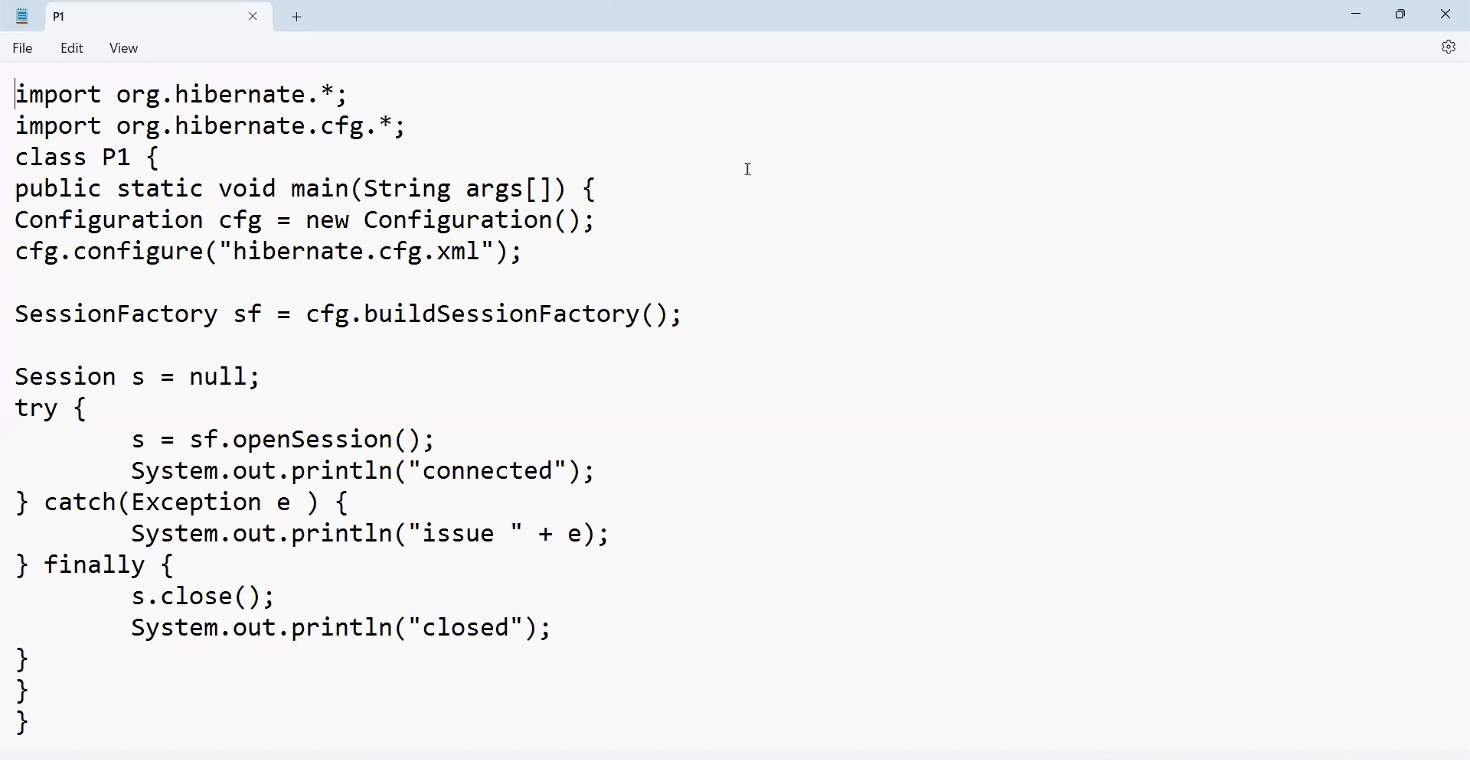 P1
File Edit View
import org.hibernate.*;
import org.hibernate.cfg.*;
class P1 {
public static void main(String args[]) {
Configuration cfg = new Configuration();
cfg.configure("hibernate.cfg.xml");
SessionFactory sf = cfg.buildSessionFactory();
Session s = null;
try {
s = sf.openSession();
System.out.println("connected");
} catch(Exception e ) {
System.out.println("issue " + e);
} finally {
s.close();
System.out.println("closed");
}
}
}